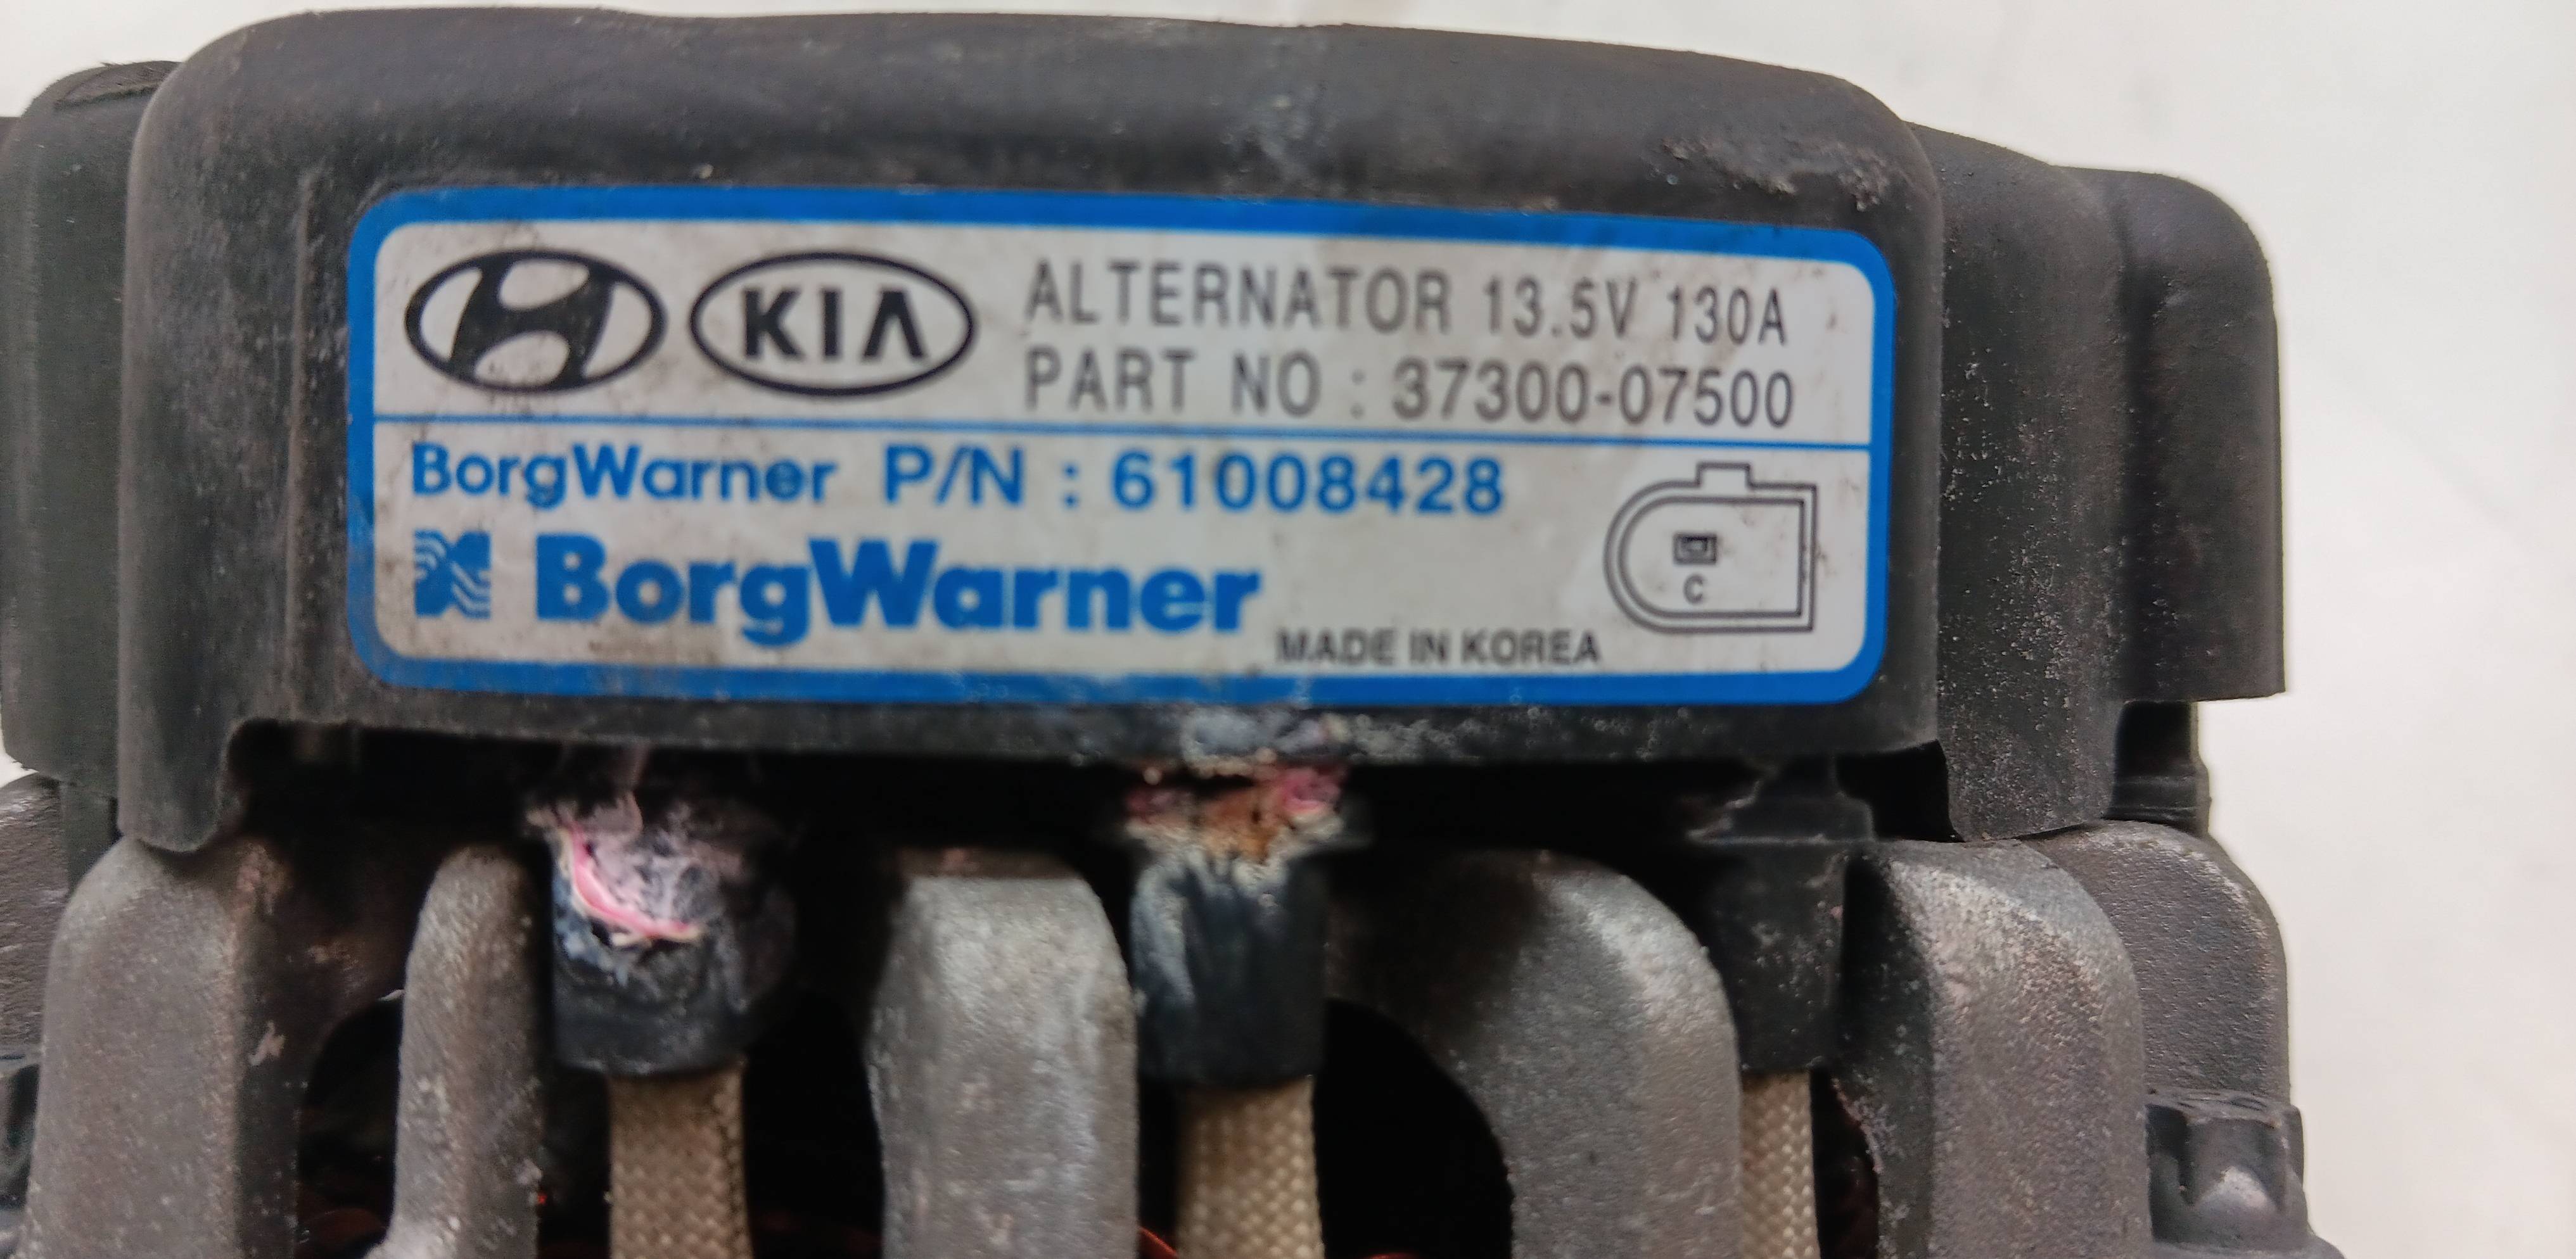 KIA ALTERNATOR 13.5V 130A
PART NO : 37300-07500
BorgWarner P/N : 61008428
BorgWarner
MADE IN KOREA
C